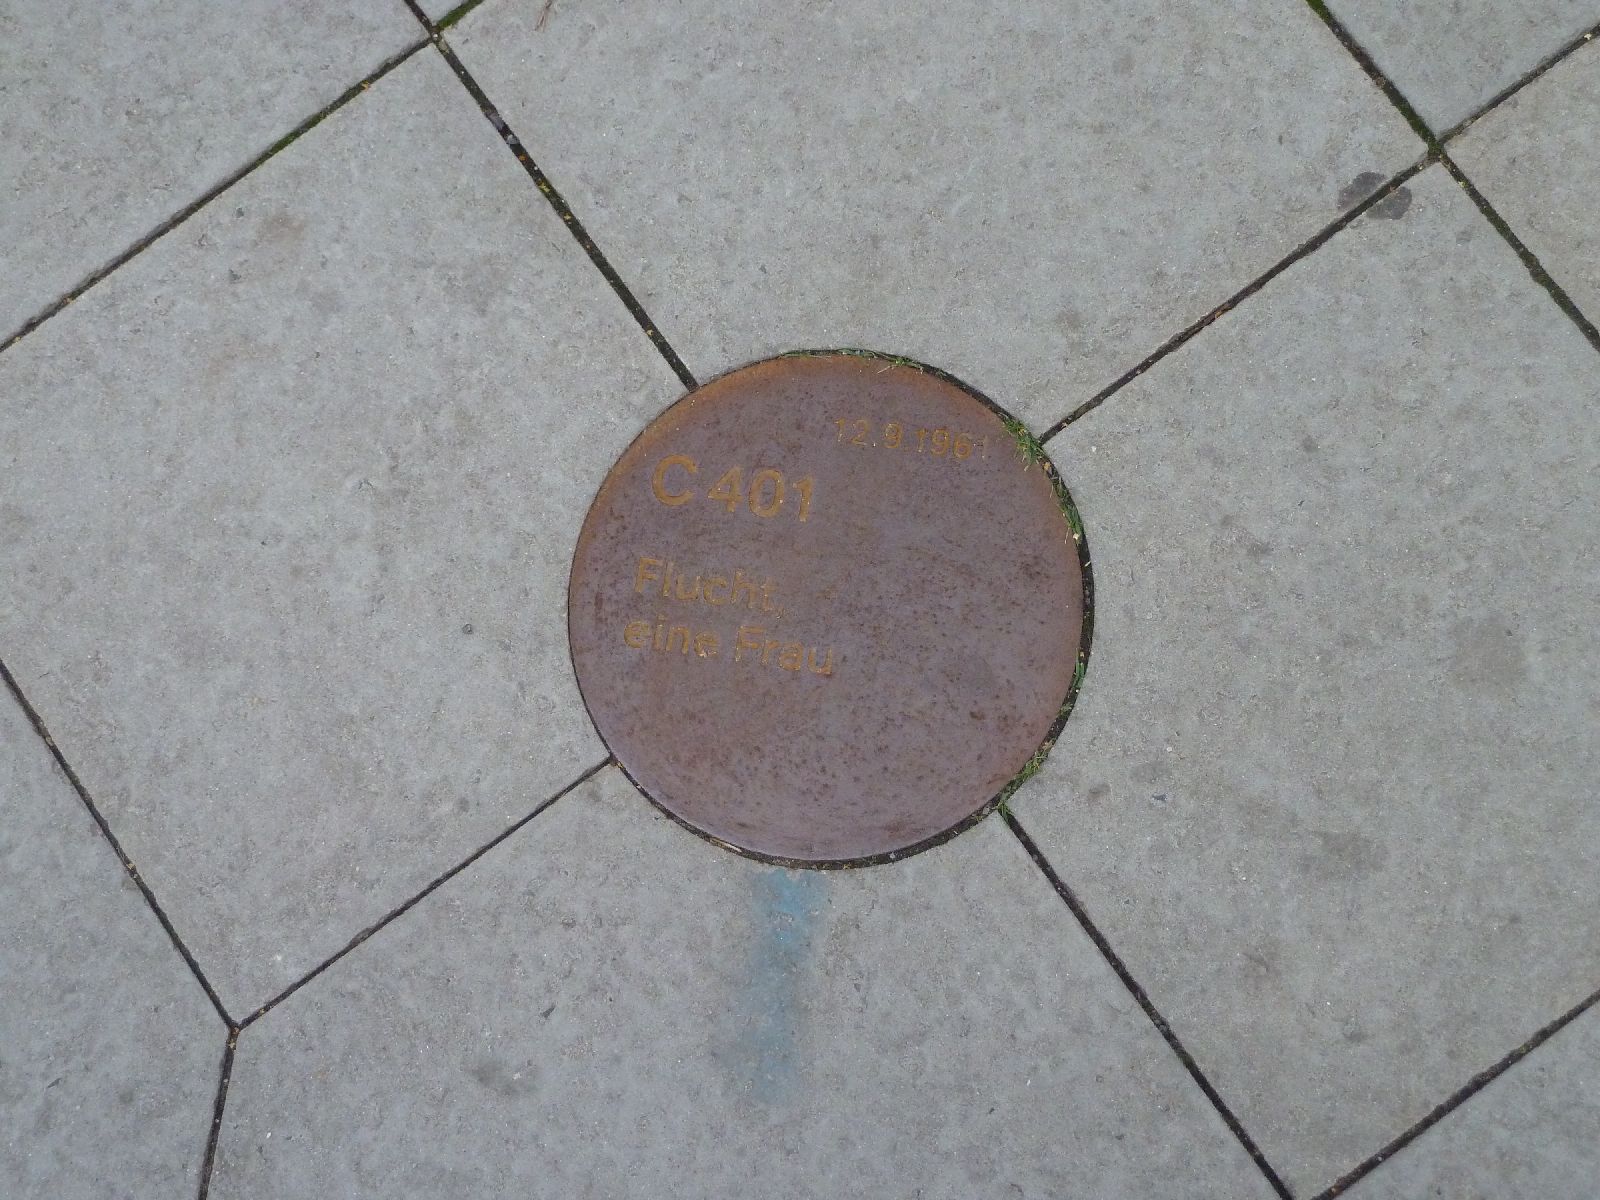 12.9.1961
C 401
Flucht,
eine Frau